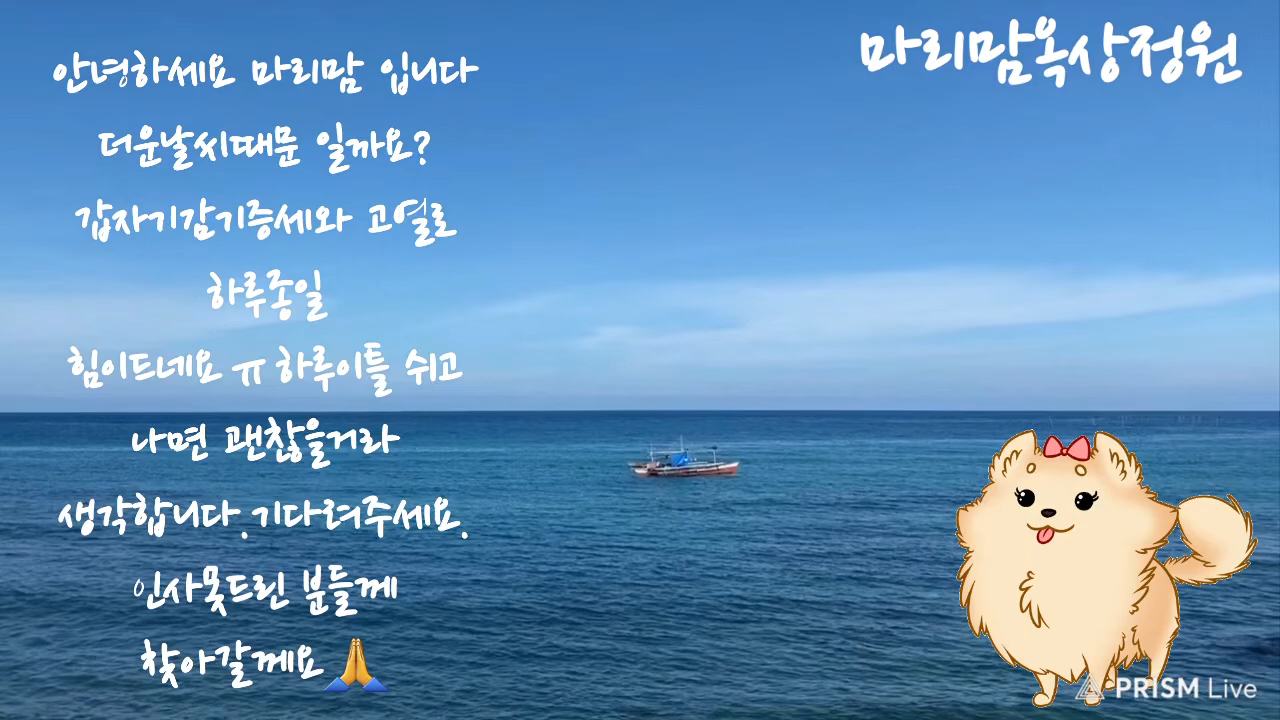 마리맘옥상정원
안녕하세요 마리맘 입니다
더운날씨때문 일까요?
갑자기감기증세와 고열로
하루종일
힘이드네요 ㅠ 하루이틀 쉬고
나면 괜찮을거라
생각합니다.기다려주세요.
인사못드린 분들께
찾아갈께요🙏
PRISM Live